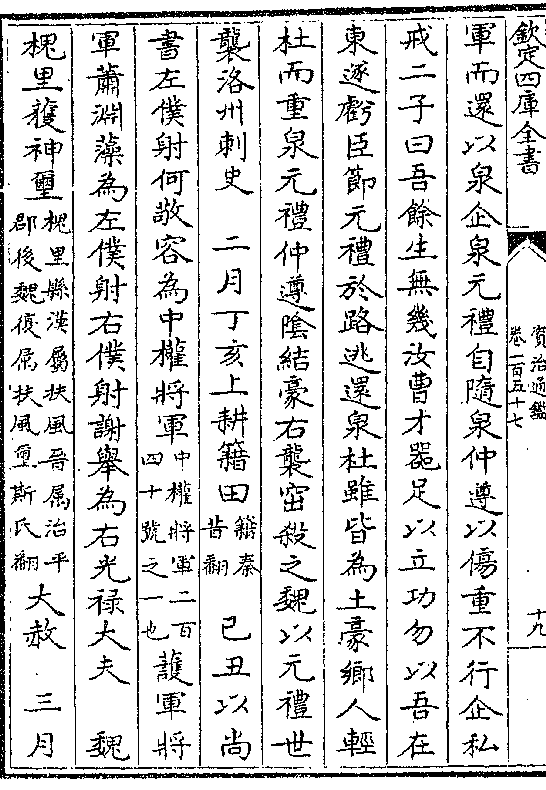 欽定四庫全書
資治通鑑
卷一百五十七
十九
軍而還以泉企泉元禮自隨泉仲遵以傷重不行企私
戒二子曰吾餘生無幾汝曹才器足以立功勿以吾在
東遂虧臣節元禮於路逃還泉杜雖皆為土豪鄉人輕
杜而重泉元禮仲遵陰結豪右襲窋殺之魏以元禮世
襲洛州刺史 二月丁亥上耕籍田籍秦昔翻 己丑以尚
書左僕射何敬容為中權將軍中權將軍二百四十號之一也護軍將
軍蕭淵藻為左僕射右僕射謝舉為右光祿大夫 魏
槐里獲神璽槐里縣漢屬扶風晉属治平郡後魏復属扶風璽斯氏翻大赦 三月